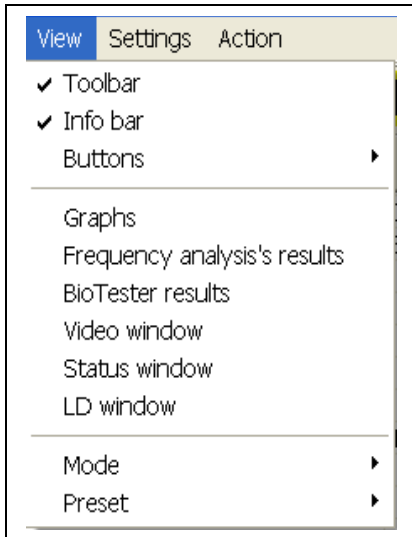 View Settings Action
Toolbar
Info bar
Buttons
Graphs
Frequency analysis's results
BioTester results
Video window
Status window
LD window
Mode
Preset